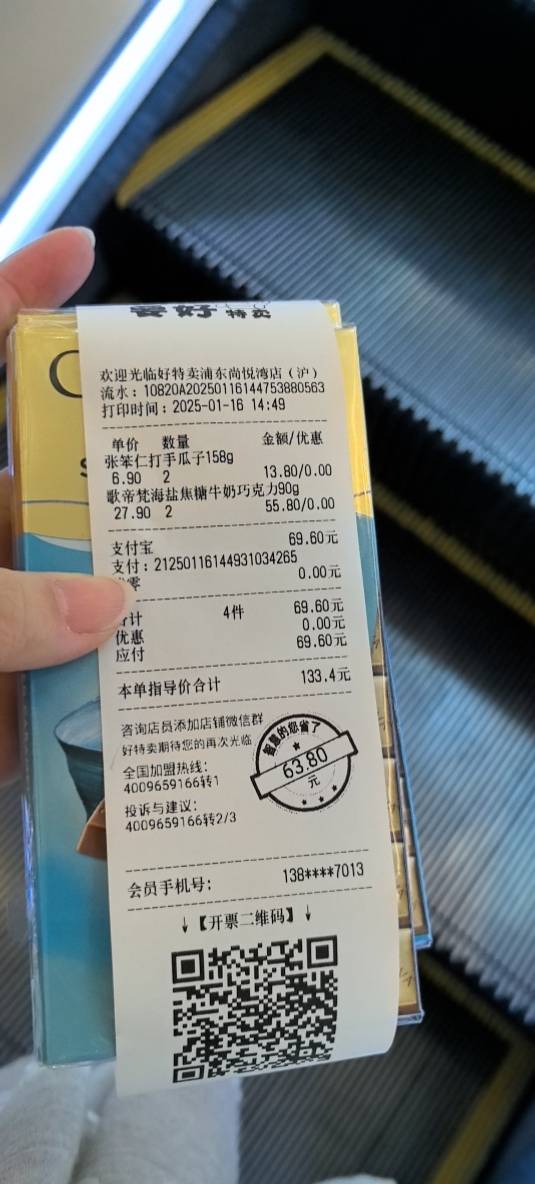 好特卖
欢迎光临好特卖浦东尚悦湾店（沪）
流水：10820A20250116144753880563
打印时间：2025-01-16 14:49
单价 数量 金额/优惠
张笨仁打手瓜子158g
6.90 2 13.80/0.00
歌帝梵海盐焦糖牛奶巧克力90g
27.90 2 55.80/0.00
支付宝 69.60元
支付：21250116144931034265
零 0.00元
计 4件 69.60元
优惠 0.00元
应付 69.60元
本单指导价合计 133.4元
咨询店员添加店铺微信群
好特卖期待您的再次光临
智慧的您省了
63.80
元
全国加盟热线：
4009659166转1
投诉与建议：
4009659166转2/3
会员手机号： 138****7013
↓【开票二维码】↓